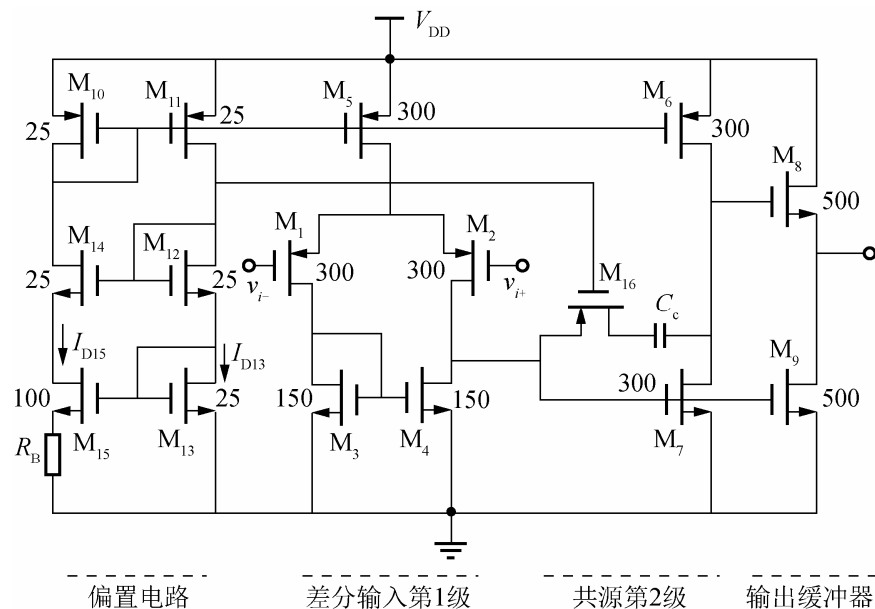 V_DD
M_10 M_11 M_5 M_6
25 25 300 300
M_8
500
M_14 M_12 M_1 M_2
25 25 300 300
v_i− v_i+
M_16
C_c
I_D15 I_D13
M_9
100 25 150 150 300 500
M_15 M_13 M_3 M_4 M_7
R_B
偏置电路 差分输入第1级 共源第2级 输出缓冲器